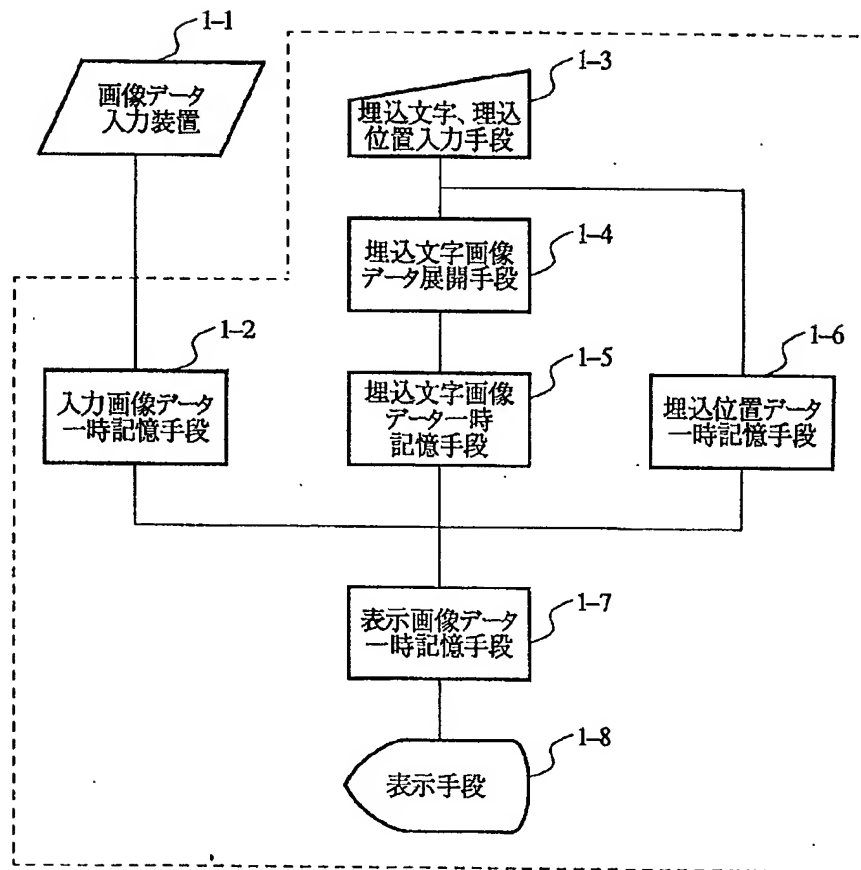 1-1
画像データ
入力装置
1-3
埋込文字、理込
位置入力手段
1-4
埋込文字画像
データ展開手段
1-2
入力画像データ
一時記憶手段
1-5
埋込文字画像
データ一時
記憶手段
1-6
埋込位置データ
一時記憶手段
1-7
表示画像データ
一時記憶手段
1-8
表示手段